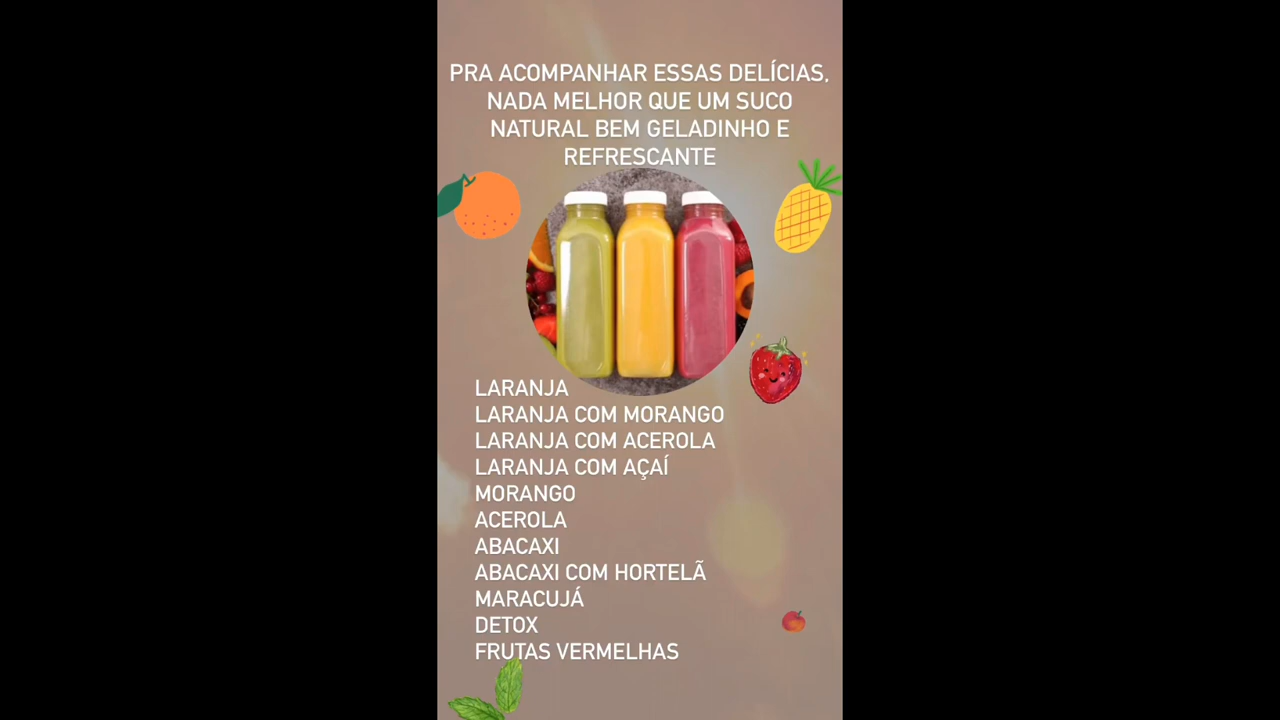 PRA ACOMPANHAR ESSAS DELÍCIAS,
NADA MELHOR QUE UM SUCO
NATURAL BEM GELADINHO E
REFRESCANTE
LARANJA
LARANJA COM MORANGO
LARANJA COM ACEROLA
LARANJA COM AÇAÍ
MORANGO
ACEROLA
ABACAXI
ABACAXI COM HORTELÃ
MARACUJÁ
DETOX
FRUTAS VERMELHAS